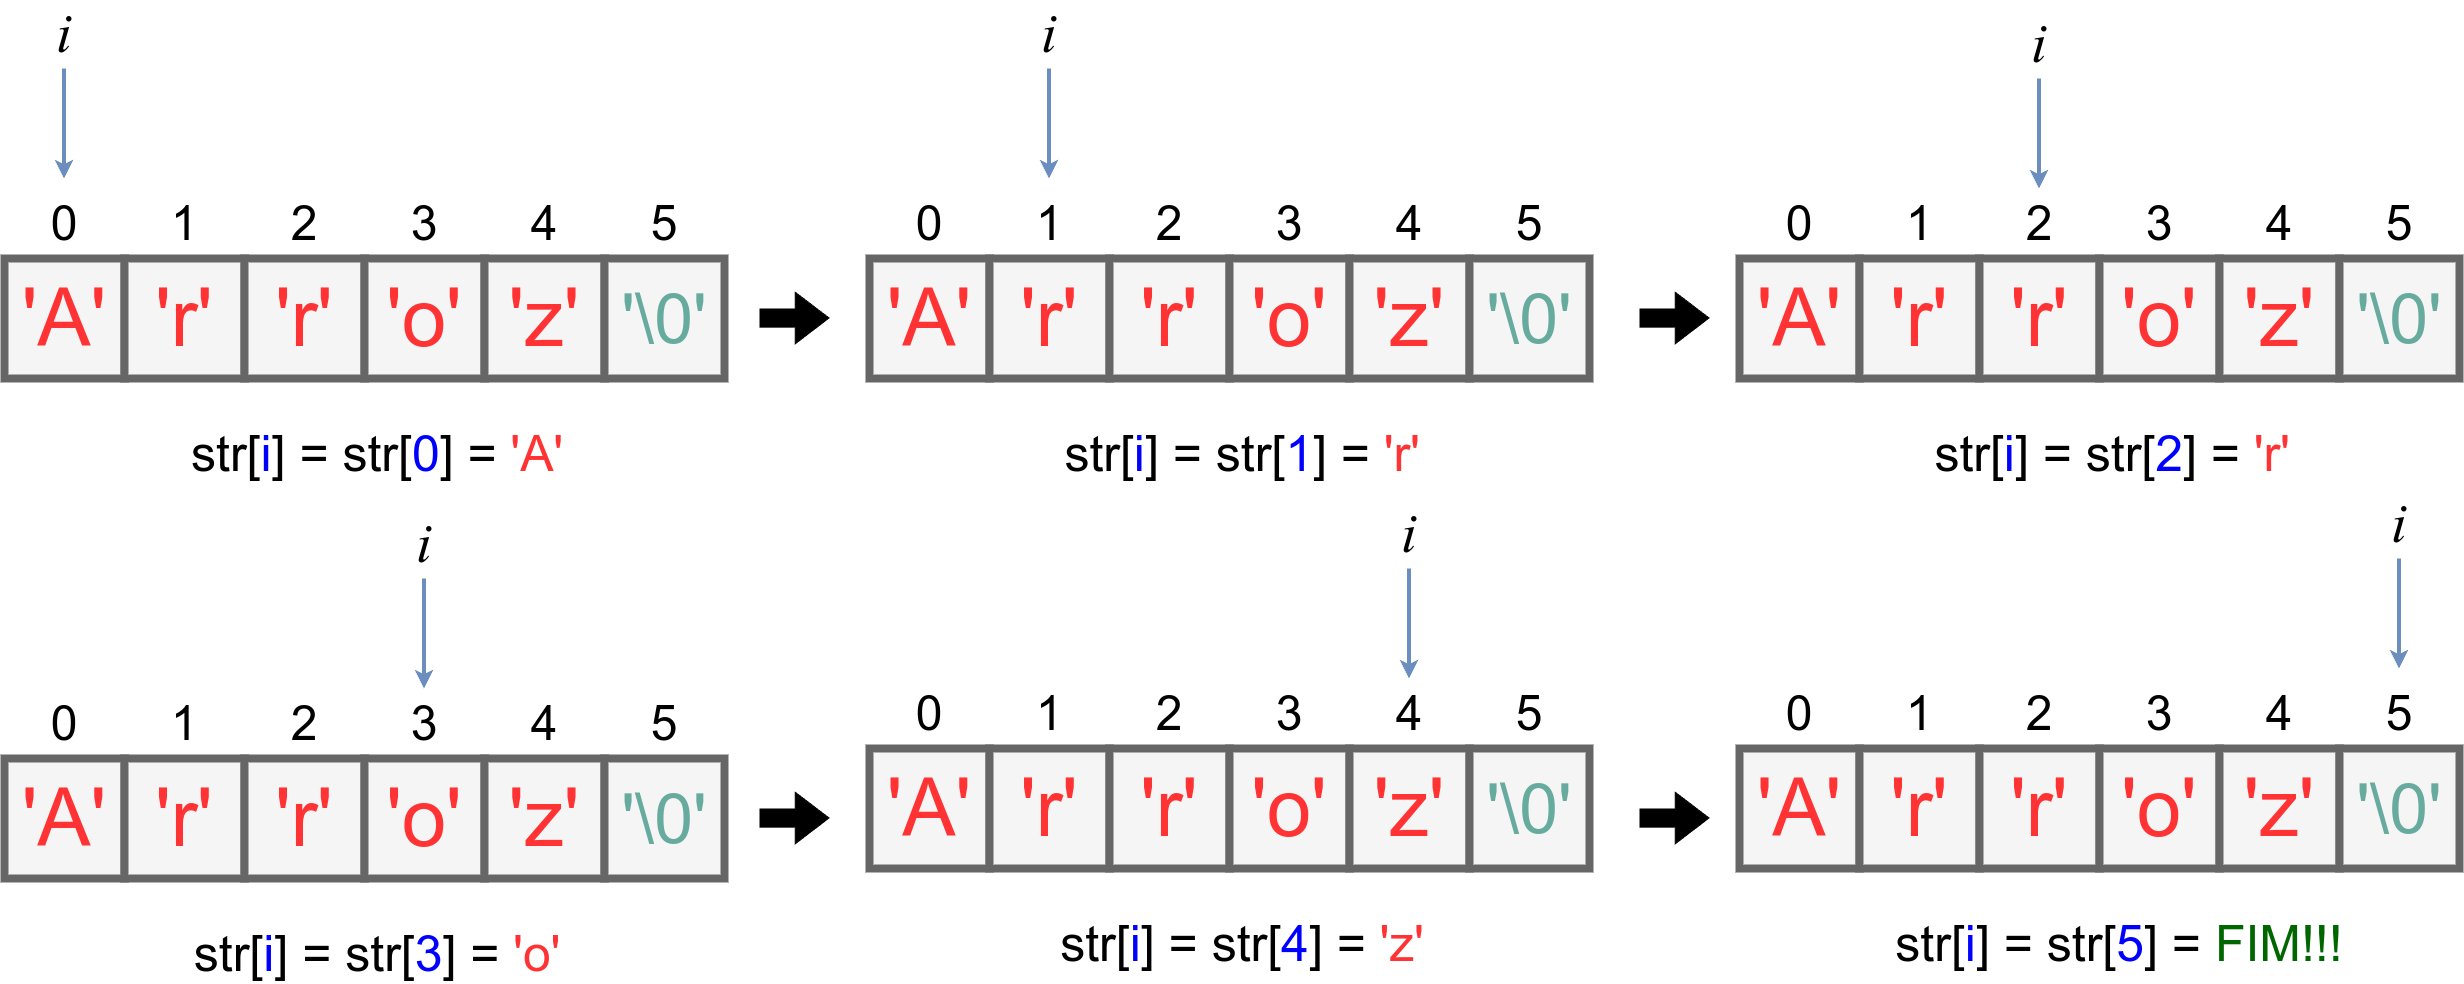 i i i
0 1 2 3 4 5 0 1 2 3 4 5 0 1 2 3 4 5
'A' 'r' 'r' 'o' 'z' '\0' 'A' 'r' 'r' 'o' 'z' '\0' 'A' 'r' 'r' 'o' 'z' '\0'
str[i] = str[0] = 'A' str[i] = str[1] = 'r' str[i] = str[2] = 'r'
i i i
0 1 2 3 4 5 0 1 2 3 4 5 0 1 2 3 4 5
'A' 'r' 'r' 'o' 'z' '\0' 'A' 'r' 'r' 'o' 'z' '\0' 'A' 'r' 'r' 'o' 'z' '\0'
str[i] = str[3] = 'o' str[i] = str[4] = 'z' str[i] = str[5] = FIM!!!